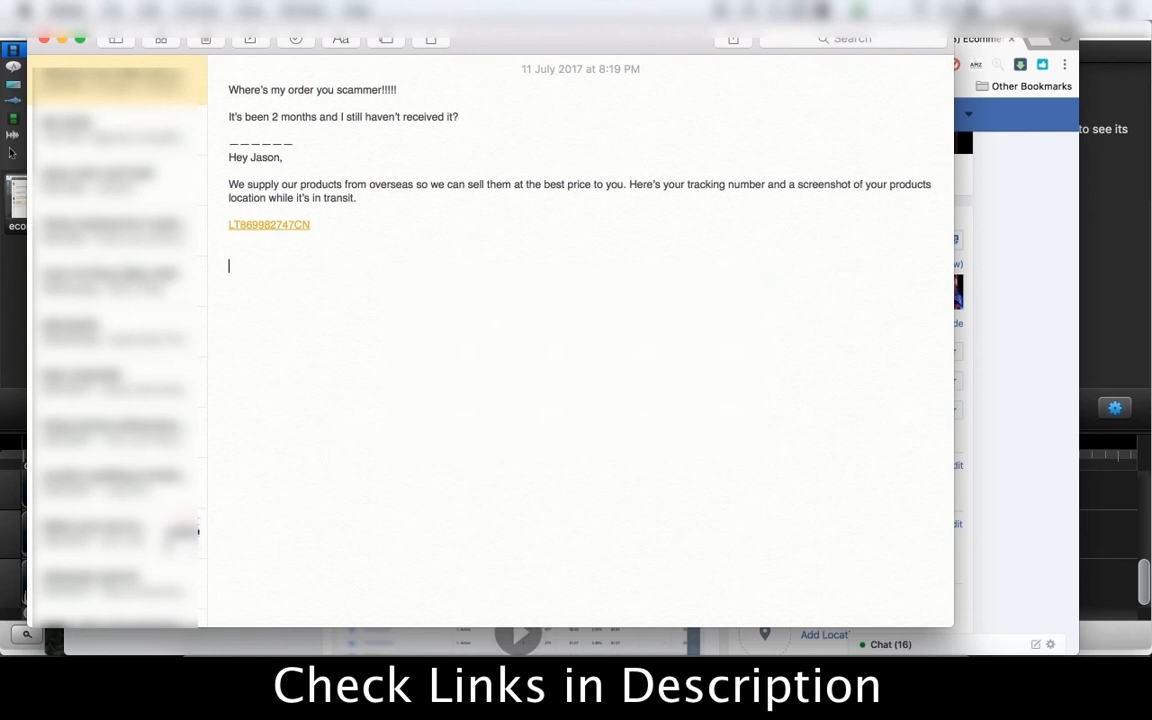 Aa
Search
) Ecomme
AMZ
Other Bookmarks
11 July 2017 at 8:19 PM
Where's my order you scammer!!!!!
It's been 2 months and I still haven't received it?
——————
Hey Jason,
We supply our products from overseas so we can sell them at the best price to you. Here's your tracking number and a screenshot of your products
location while it's in transit.
LT869982747CN
to see its
Add Locat
Chat (16)
Check Links in Description